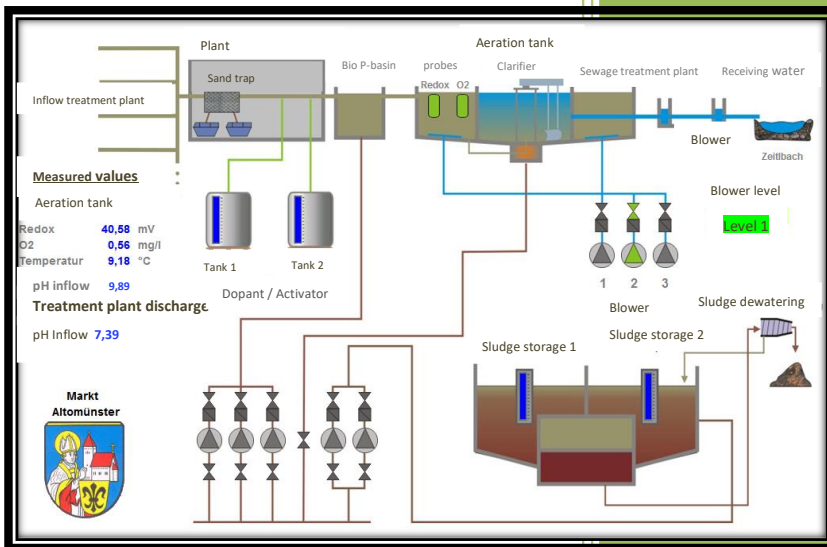 Plant
Bio P-basin
probes
Aeration tank
Clarifier
Sewage treatment plant
Receiving water
Redox O2
Sand trap
Inflow treatment plant
Blower
Zeitlbach
Measured values
Aeration tank
Redox 40,58 mV
O2 0,56 mg/l
Temperatur 9,18 °C
pH inflow 9,89
Treatment plant discharge
pH Inflow 7,39
Tank 1
Tank 2
Dopant / Activator
Blower level
Level 1
1 2 3
Blower
Sludge dewatering
Sludge storage 1
Sludge storage 2
Markt
Altomünster